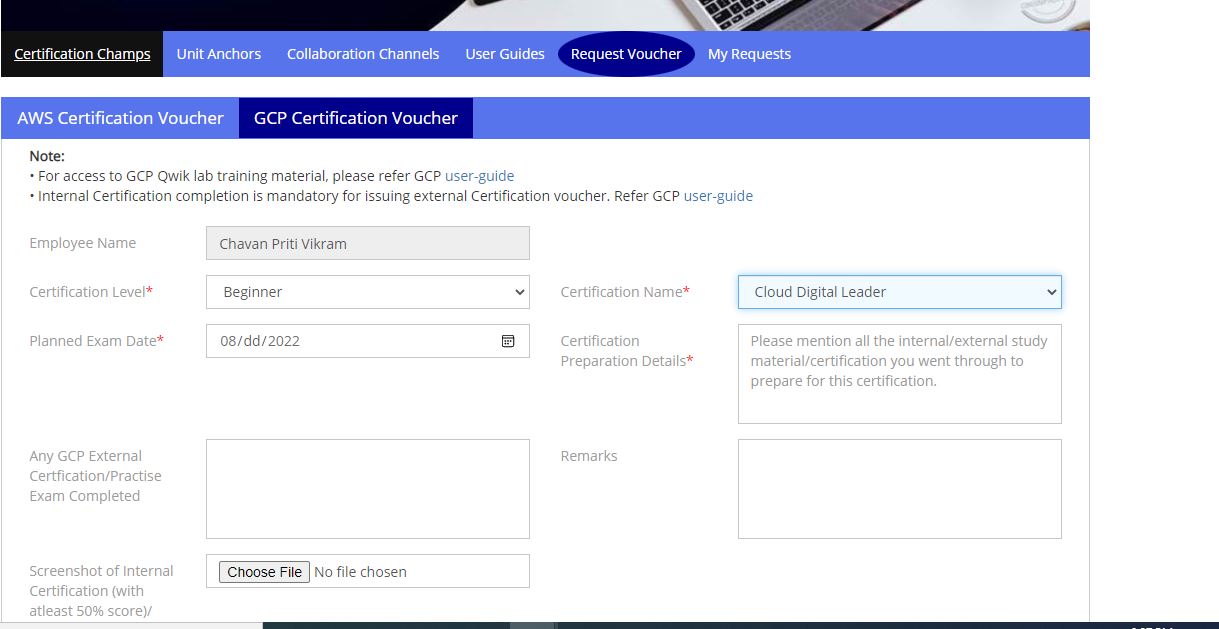 Certification Champs Unit Anchors Collaboration Channels User Guides Request Voucher My Requests
AWS Certification Voucher GCP Certification Voucher
Note:
• For access to GCP Qwik lab training material, please refer GCP user-guide
• Internal Certification completion is mandatory for issuing external Certification voucher. Refer GCP user-guide
Employee Name Chavan Priti Vikram
Certification Level* Beginner Certification Name* Cloud Digital Leader
Planned Exam Date* 08/dd/2022
Certification
Preparation Details*
Please mention all the internal/external study
material/certification you went through to
prepare for this certification.
Any GCP External
Certfication/Practise
Exam Completed
Remarks
Screenshot of Internal
Certification (with
atleast 50% score)/
Choose File No file chosen